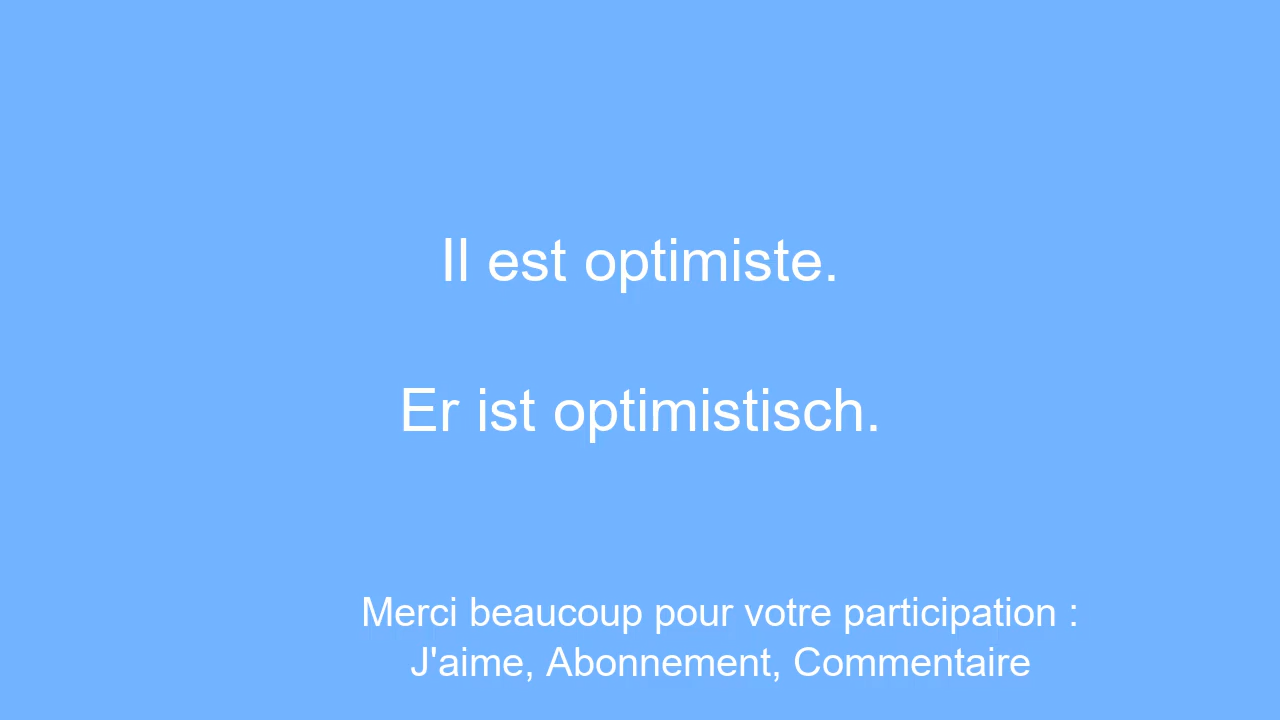 Il est optimiste.
Er ist optimistisch.
Merci beaucoup pour votre participation :
J'aime, Abonnement, Commentaire